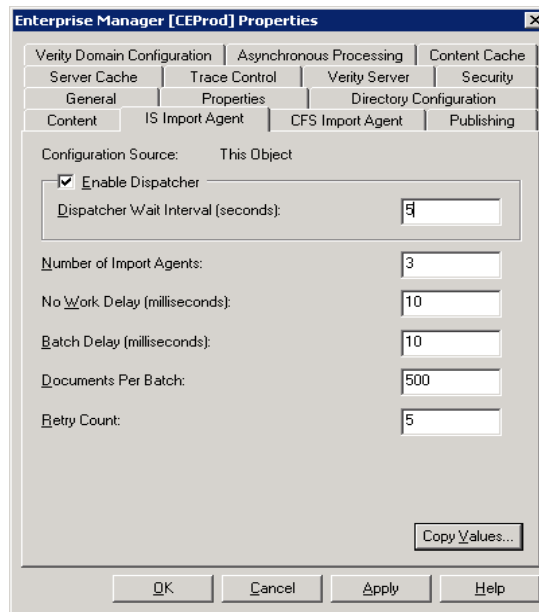 Enterprise Manager [CEProd] Properties
Verity Domain Configuration Asynchronous Processing Content Cache
Server Cache Trace Control Verity Server Security
General Properties Directory Configuration
Content IS Import Agent CFS Import Agent Publishing
Configuration Source: This Object
Enable Dispatcher
Dispatcher Wait Interval (seconds): 5
Number of Import Agents: 3
No Work Delay (milliseconds): 10
Batch Delay (milliseconds): 10
Documents Per Batch: 500
Retry Count: 5
Copy Values...
OK Cancel Apply Help